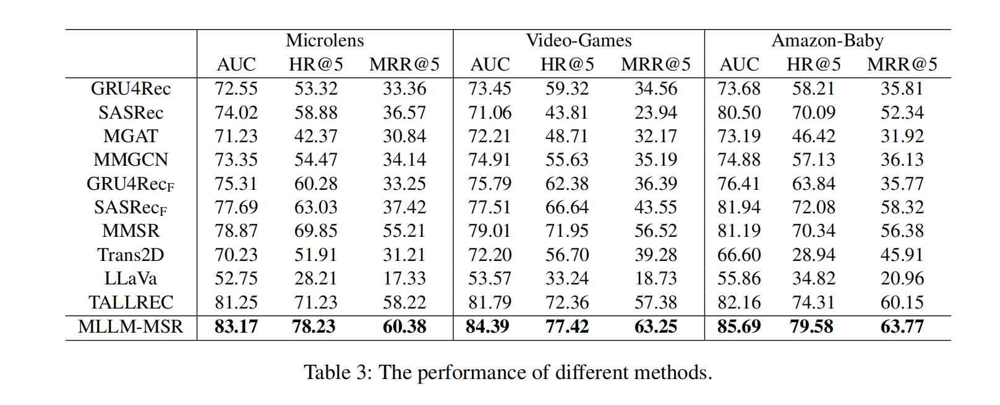 Microlens Video-Games Amazon-Baby
AUC HR@5 MRR@5 AUC HR@5 MRR@5 AUC HR@5 MRR@5
GRU4Rec 72.55 53.32 33.36 73.45 59.32 34.56 73.68 58.21 35.81
SASRec 74.02 58.88 36.57 71.06 43.81 23.94 80.50 70.09 52.34
MGAT 71.23 42.37 30.84 72.21 48.71 32.17 73.19 46.42 31.92
MMGCN 73.35 54.47 34.14 74.91 55.63 35.19 74.88 57.13 36.13
GRU4RecF 75.31 60.28 33.25 75.79 62.38 36.39 76.41 63.84 35.77
SASRecF 77.69 63.03 37.42 77.51 66.64 43.55 81.94 72.08 58.32
MMSR 78.87 69.85 55.21 79.01 71.95 56.52 81.19 70.34 56.38
Trans2D 70.23 51.91 31.21 72.20 56.70 39.28 66.60 28.94 45.91
LLaVa 52.75 28.21 17.33 53.57 33.24 18.73 55.86 34.82 20.96
TALLREC 81.25 71.23 58.22 81.79 72.36 57.38 82.16 74.31 60.15
MLLM-MSR 83.17 78.23 60.38 84.39 77.42 63.25 85.69 79.58 63.77
Table 3: The performance of different methods.